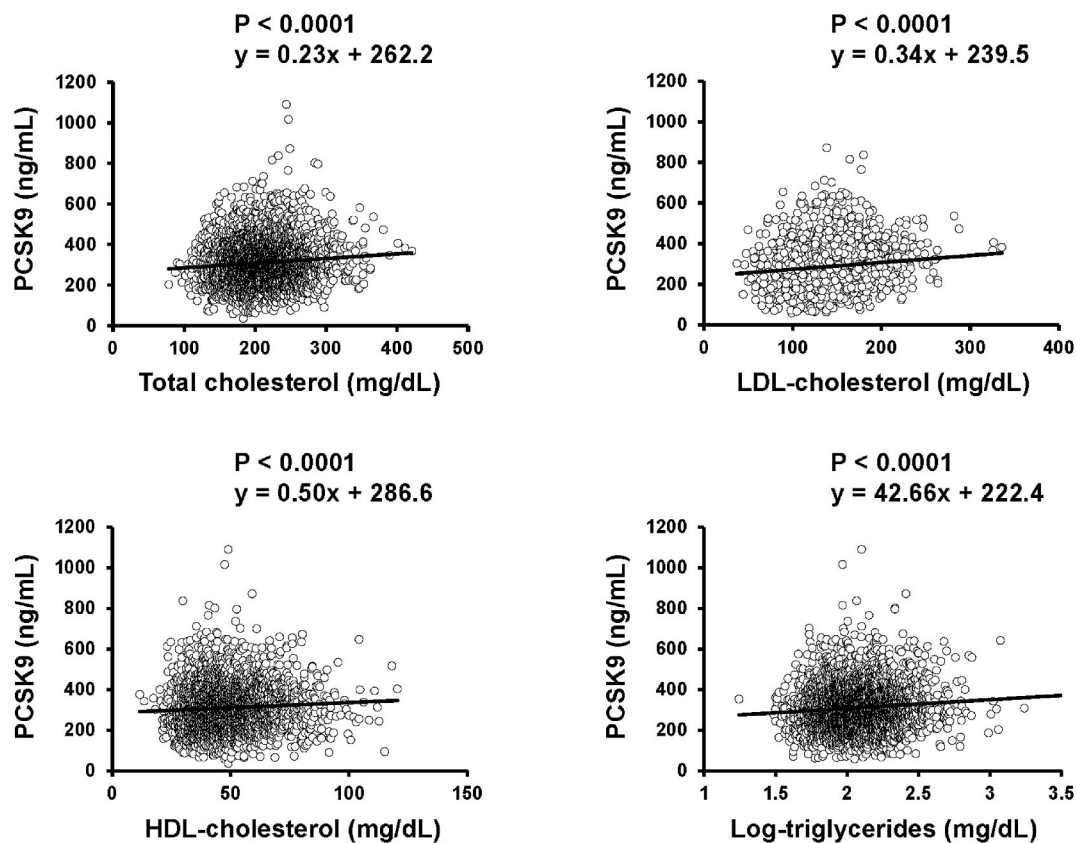 P < 0.0001
y = 0.23x + 262.2
PCSK9 (ng/mL)
1200
1000
800
600
400
200
0
0 100 200 300 400 500
Total cholesterol (mg/dL)
P < 0.0001
y = 0.34x + 239.5
PCSK9 (ng/mL)
1200
1000
800
600
400
200
0
0 100 200 300 400
LDL-cholesterol (mg/dL)
P < 0.0001
y = 0.50x + 286.6
PCSK9 (ng/mL)
1200
1000
800
600
400
200
0
0 50 100 150
HDL-cholesterol (mg/dL)
P < 0.0001
y = 42.66x + 222.4
PCSK9 (ng/mL)
1200
1000
800
600
400
200
0
1 1.5 2 2.5 3 3.5
Log-triglycerides (mg/dL)